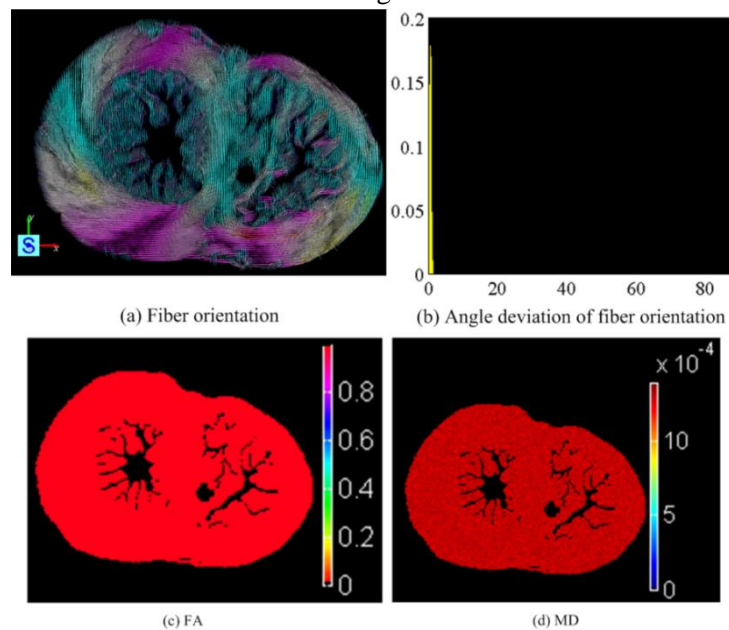 0.2
0.15
0.1
0.05
0
0 20 40 60 80
y
S x
(a) Fiber orientation
(b) Angle deviation of fiber orientation
0.8
0.6
0.4
0.2
0
x 10-4
10
5
0
(c) FA
(d) MD